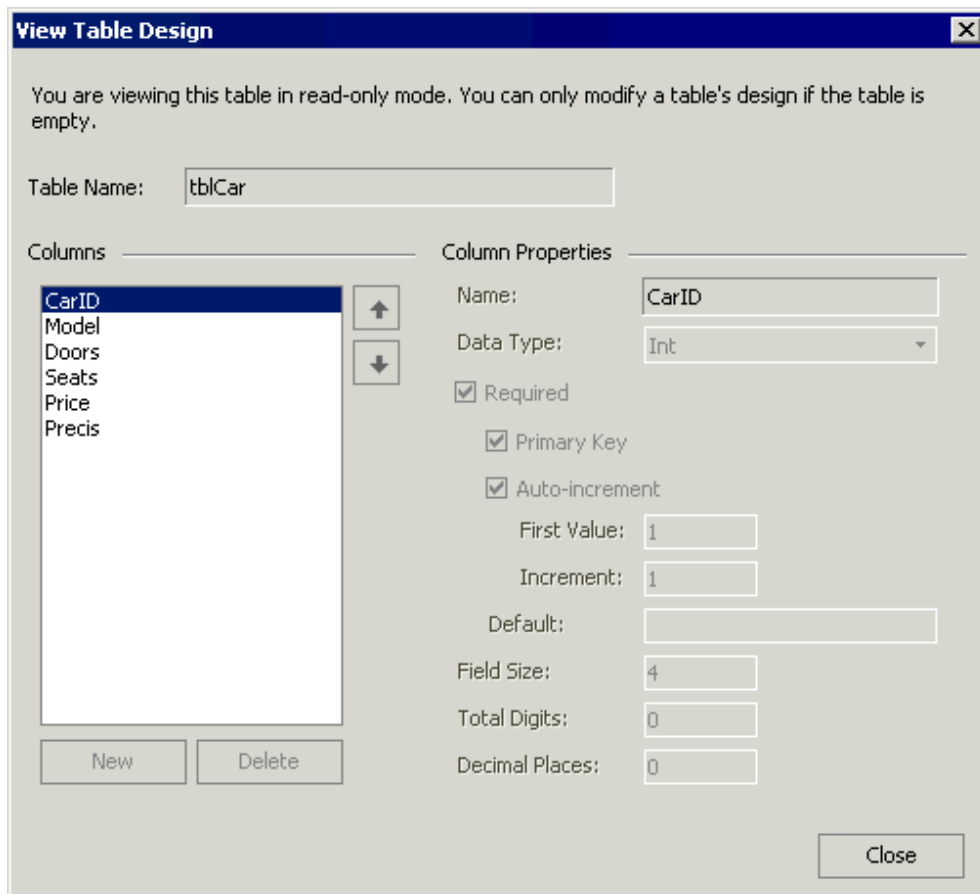 View Table Design
You are viewing this table in read-only mode. You can only modify a table's design if the table is
empty.
Table Name: tblCar
Columns
CarID
Model
Doors
Seats
Price
Precis
New Delete
Column Properties
Name: CarID
Data Type: Int
Required
Primary Key
Auto-increment
First Value: 1
Increment: 1
Default:
Field Size: 4
Total Digits: 0
Decimal Places: 0
Close